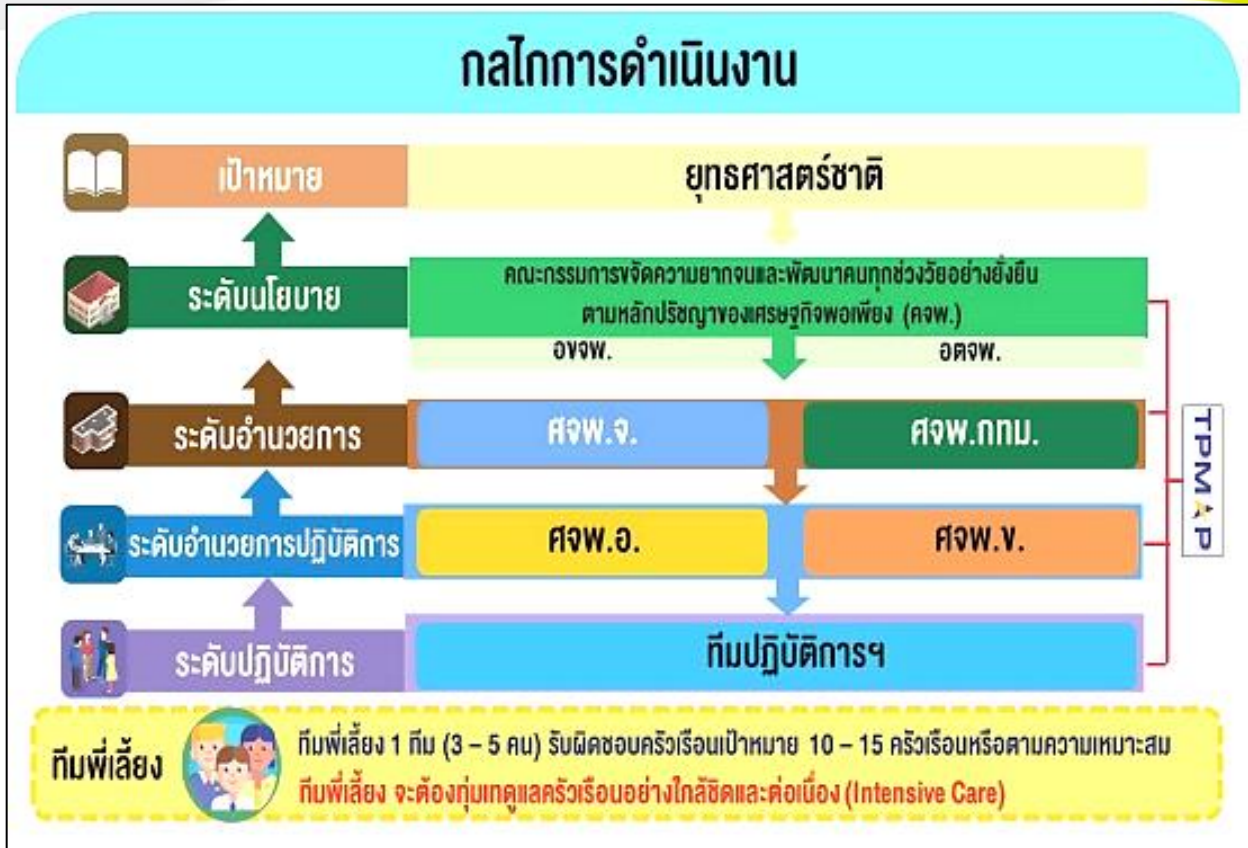 กลไกการดำเนินงาน
เป้าหมาย
ยุทธศาสตร์ชาติ
ระดับนโยบาย
คณะกรรมการขจัดความยากจนและพัฒนาคนทุกช่วงวัยอย่างยั่งยืน
ตามหลักปรัชญาของเศรษฐกิจพอเพียง (คจพ.)
อขจพ.
อตจพ.
ระดับอำนวยการ
ศจพ.จ.
ศจพ.กทม.
ระดับอำนวยการปฏิบัติการ
ศจพ.อ.
ศจพ.ข.
ระดับปฏิบัติการ
ทีมปฏิบัติการฯ
TPMAP
ทีมพี่เลี้ยง
ทีมพี่เลี้ยง 1 ทีม (3 – 5 คน) รับผิดชอบครัวเรือนเป้าหมาย 10 – 15 ครัวเรือนหรือตามความเหมาะสม
ทีมพี่เลี้ยง จะต้องทุ่มเทดูแลครัวเรือนอย่างใกล้ชิดและต่อเนื่อง (Intensive Care)